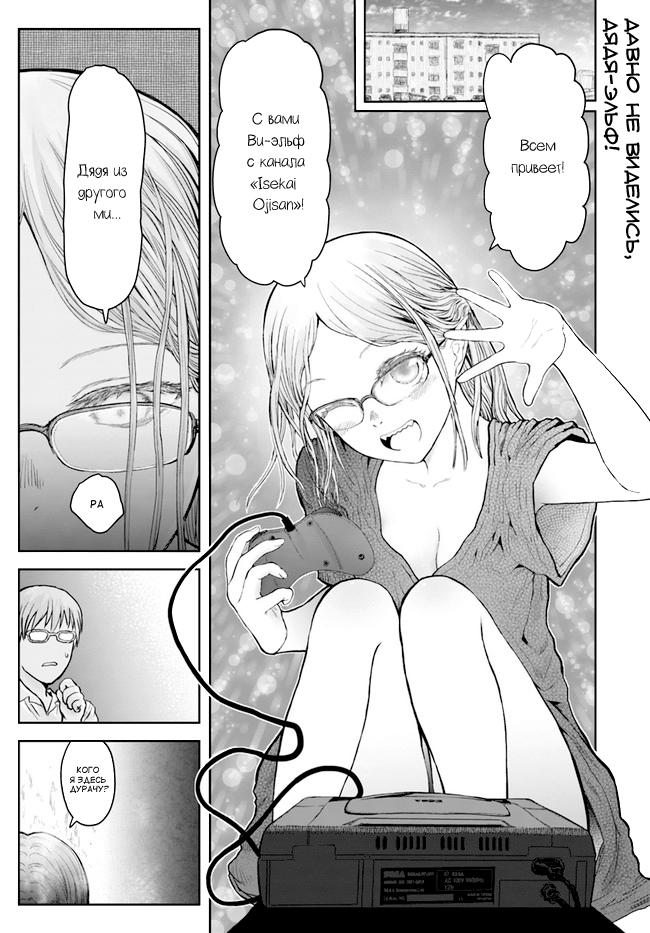 ДАВНО НЕ ВИДЕЛИСЬ,
ДЯДЯ-ЭЛЬФ!
Всем
привеет!
С вами
Ви-эльф
с канала
«Isekai
Ojisan»!
Дядя из
другого
ми...
РА
КОГО
Я ЗДЕСЬ
ДУРАЧУ?
SEGA